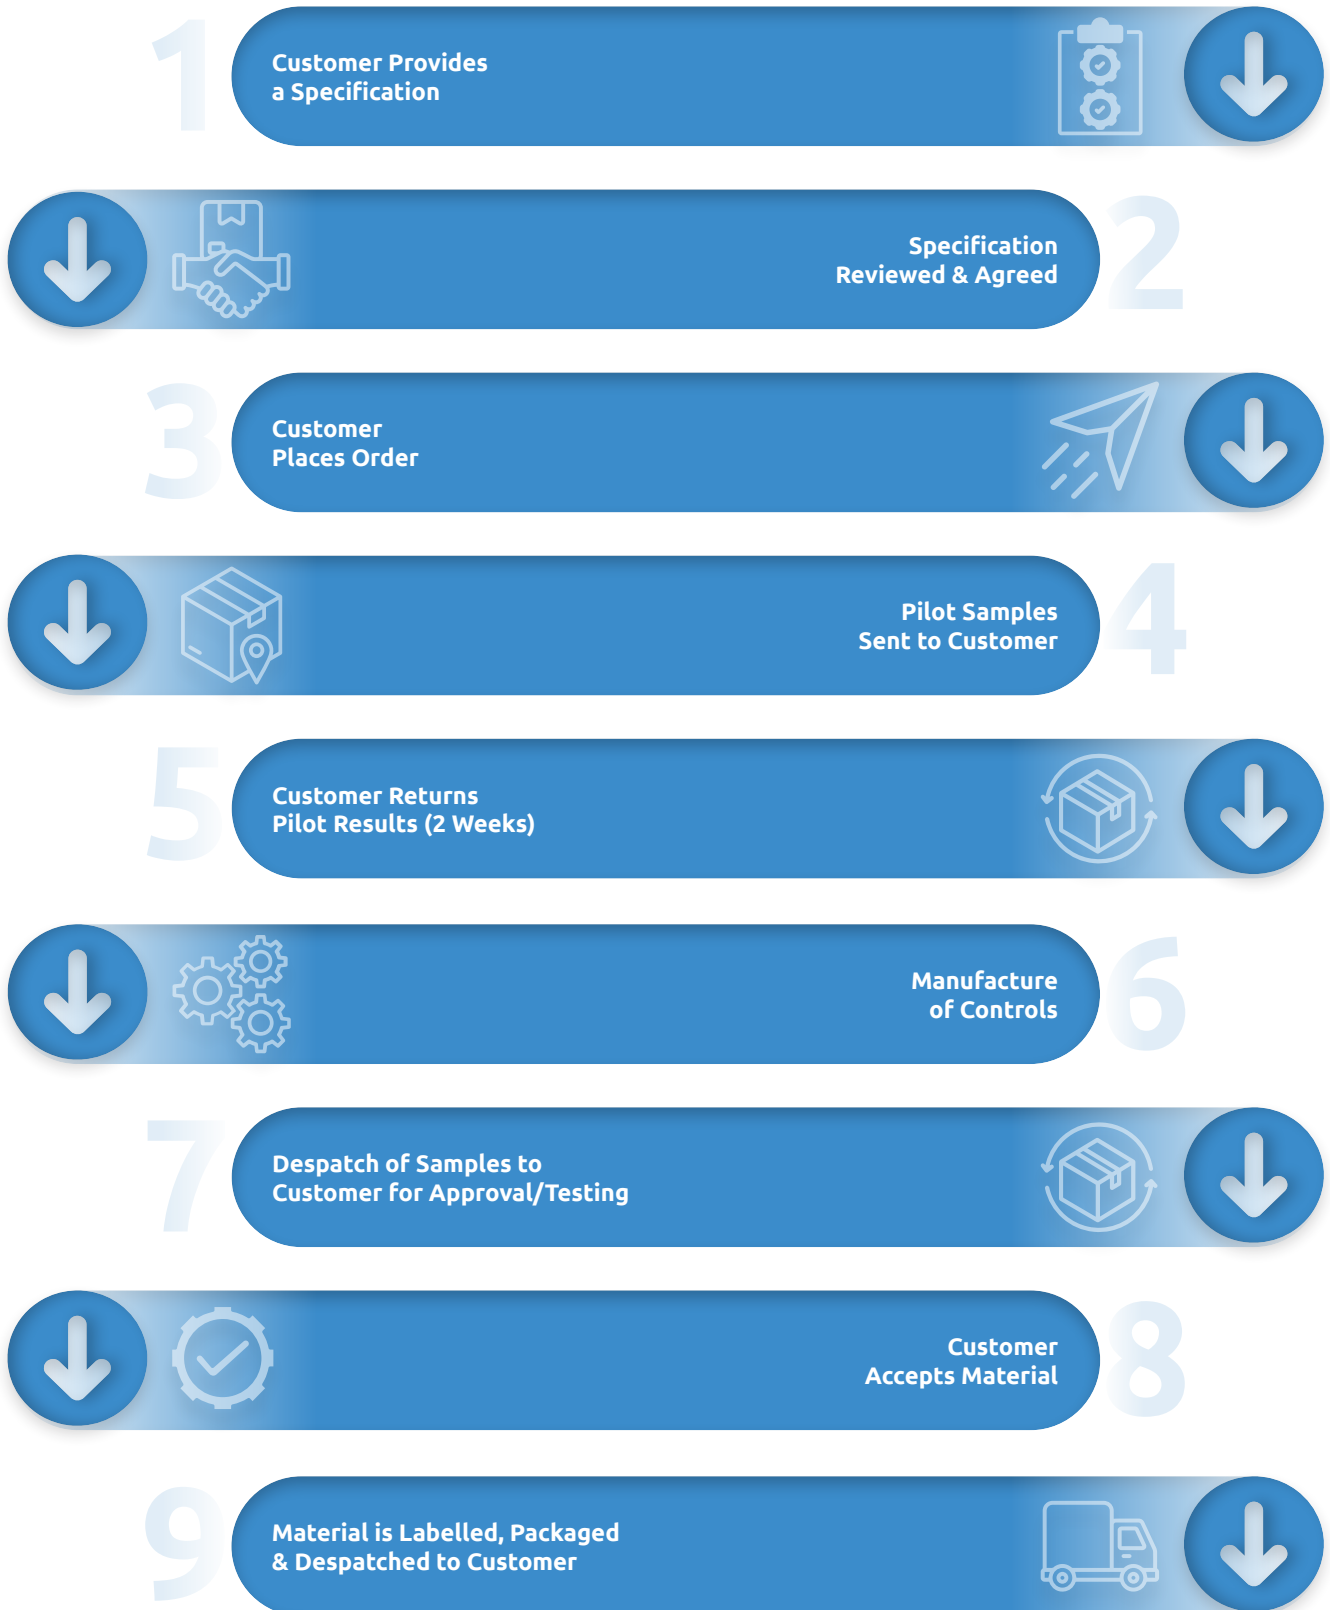 1
Customer Provides
a Specification
2
Specification
Reviewed & Agreed
3
Customer
Places Order
4
Pilot Samples
Sent to Customer
5
Customer Returns
Pilot Results (2 Weeks)
6
Manufacture
of Controls
7
Despatch of Samples to
Customer for Approval/Testing
8
Customer
Accepts Material
9
Material is Labelled, Packaged
& Despatched to Customer